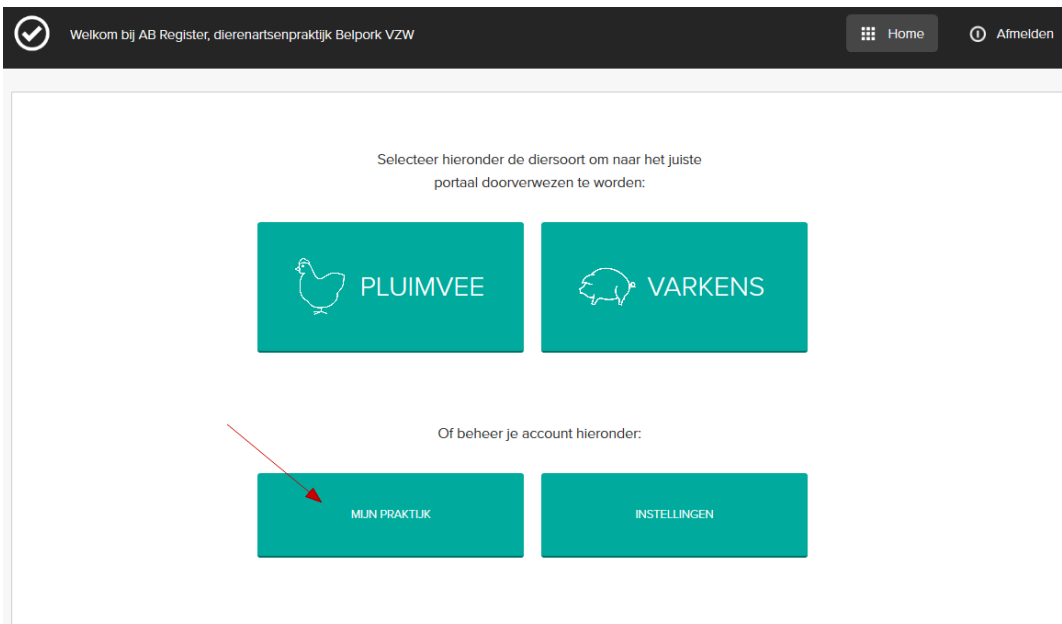 Welkom bij AB Register, dierenartsenpraktijk Belpork VZW
Home
Afmelden
Selecteer hieronder de diersoort om naar het juiste
portaal doorverwezen te worden:
PLUIMVEE
VARKENS
Of beheer je account hieronder:
MIJN PRAKTIJK
INSTELLINGEN